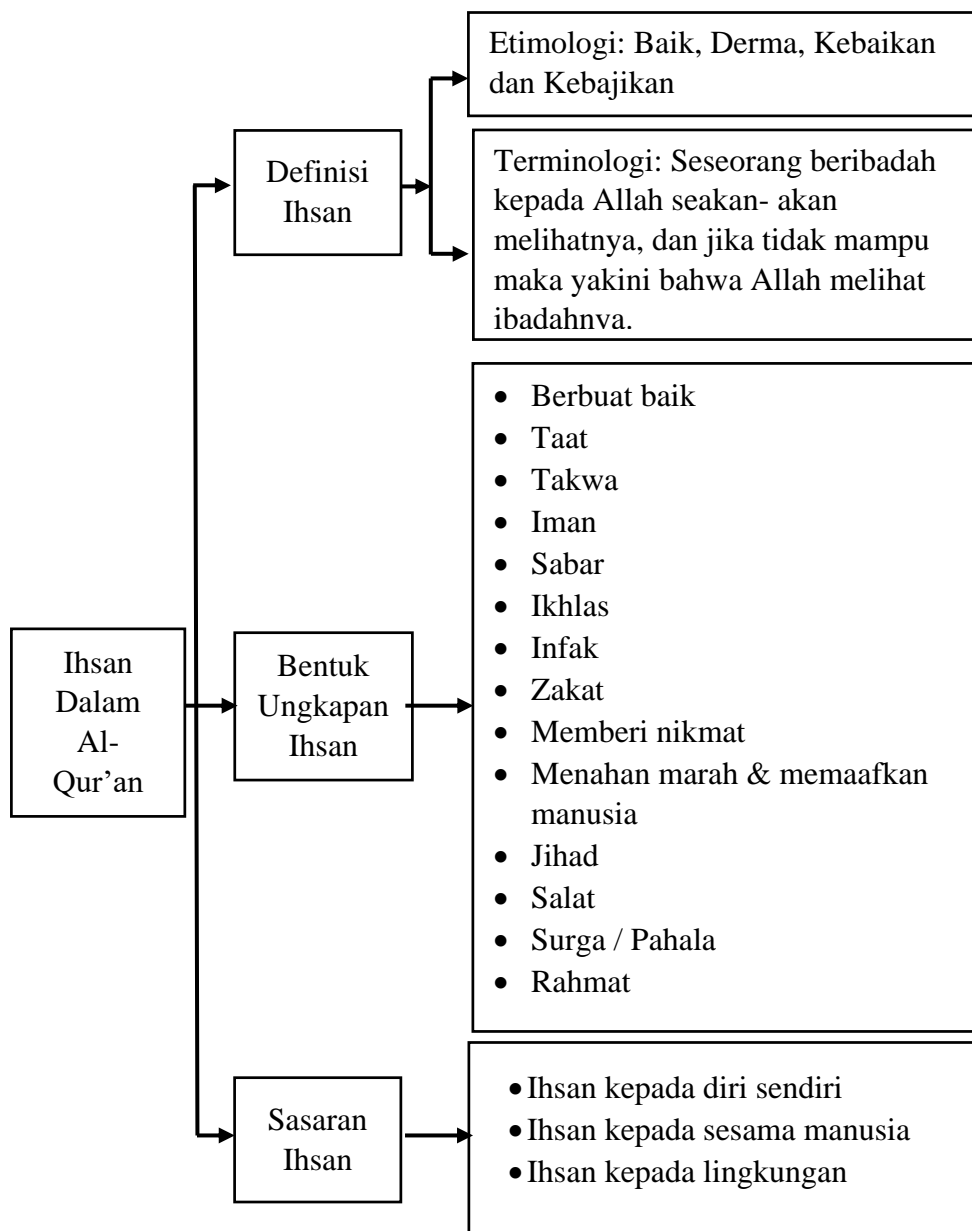 Etimologi: Baik, Derma, Kebaikan
dan Kebajikan
Definisi
Ihsan
Terminologi: Seseorang beribadah
kepada Allah seakan- akan
melihatnya, dan jika tidak mampu
maka yakini bahwa Allah melihat
ibadahnya.
Ihsan
Dalam
Al-
Qur’an
Bentuk
Ungkapan
Ihsan
• Berbuat baik
• Taat
• Takwa
• Iman
• Sabar
• Ikhlas
• Infak
• Zakat
• Memberi nikmat
• Menahan marah & memaafkan
manusia
• Jihad
• Salat
• Surga / Pahala
• Rahmat
Sasaran
Ihsan
• Ihsan kepada diri sendiri
• Ihsan kepada sesama manusia
• Ihsan kepada lingkungan